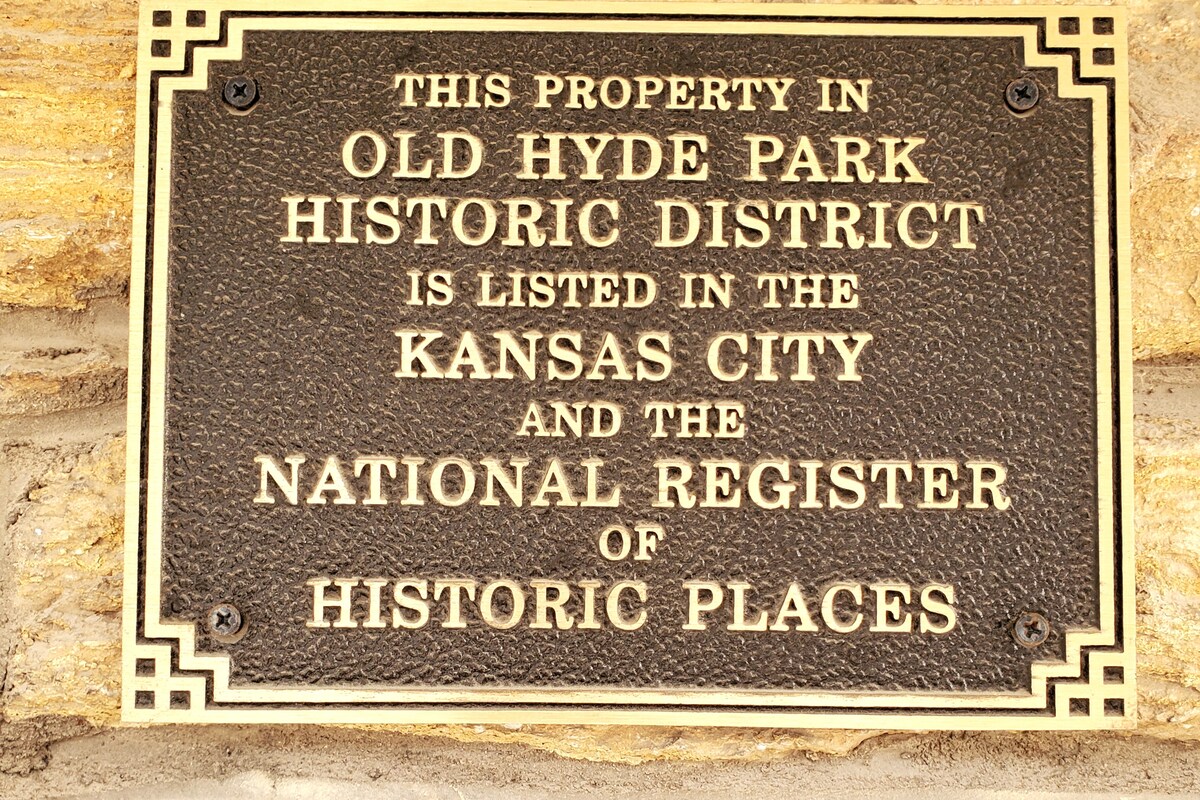 THIS PROPERTY IN
OLD HYDE PARK
HISTORIC DISTRICT
IS LISTED IN THE
KANSAS CITY
AND THE
NATIONAL REGISTER
OF
HISTORIC PLACES